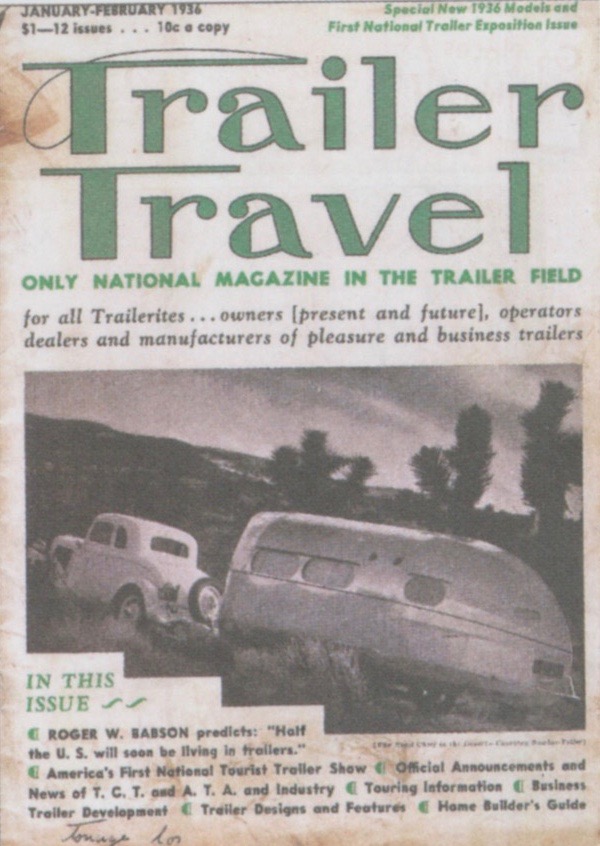 JANUARY-FEBRUARY 1936
$1—12 issues . . . 10c a copy
Special New 1936 Models and
First National Trailer Exposition Issue
Trailer
Travel
ONLY NATIONAL MAGAZINE IN THE TRAILER FIELD
for all Trailerites . . . owners [present and future], operators
dealers and manufacturers of pleasure and business trailers
IN THIS
ISSUE
ROGER W. BABSON predicts: "Half
the U. S. will soon be living in trailers."
America's First National Tourist Trailer Show Official Announcements and
News of T. C. T. and A. T. A. and Industry Touring Information Business
Trailer Development Trailer Designs and Features Home Builder's Guide